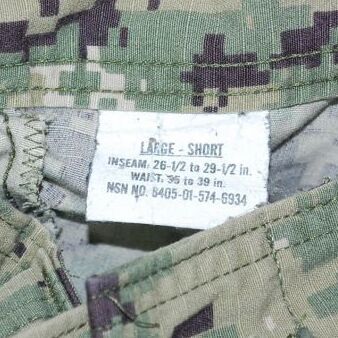 LARGE - SHORT
INSEAM: 26-1/2 to 29-1/2 in.
WAIST: 35 to 39 in.
NSN NO. 8405-01-574-6934